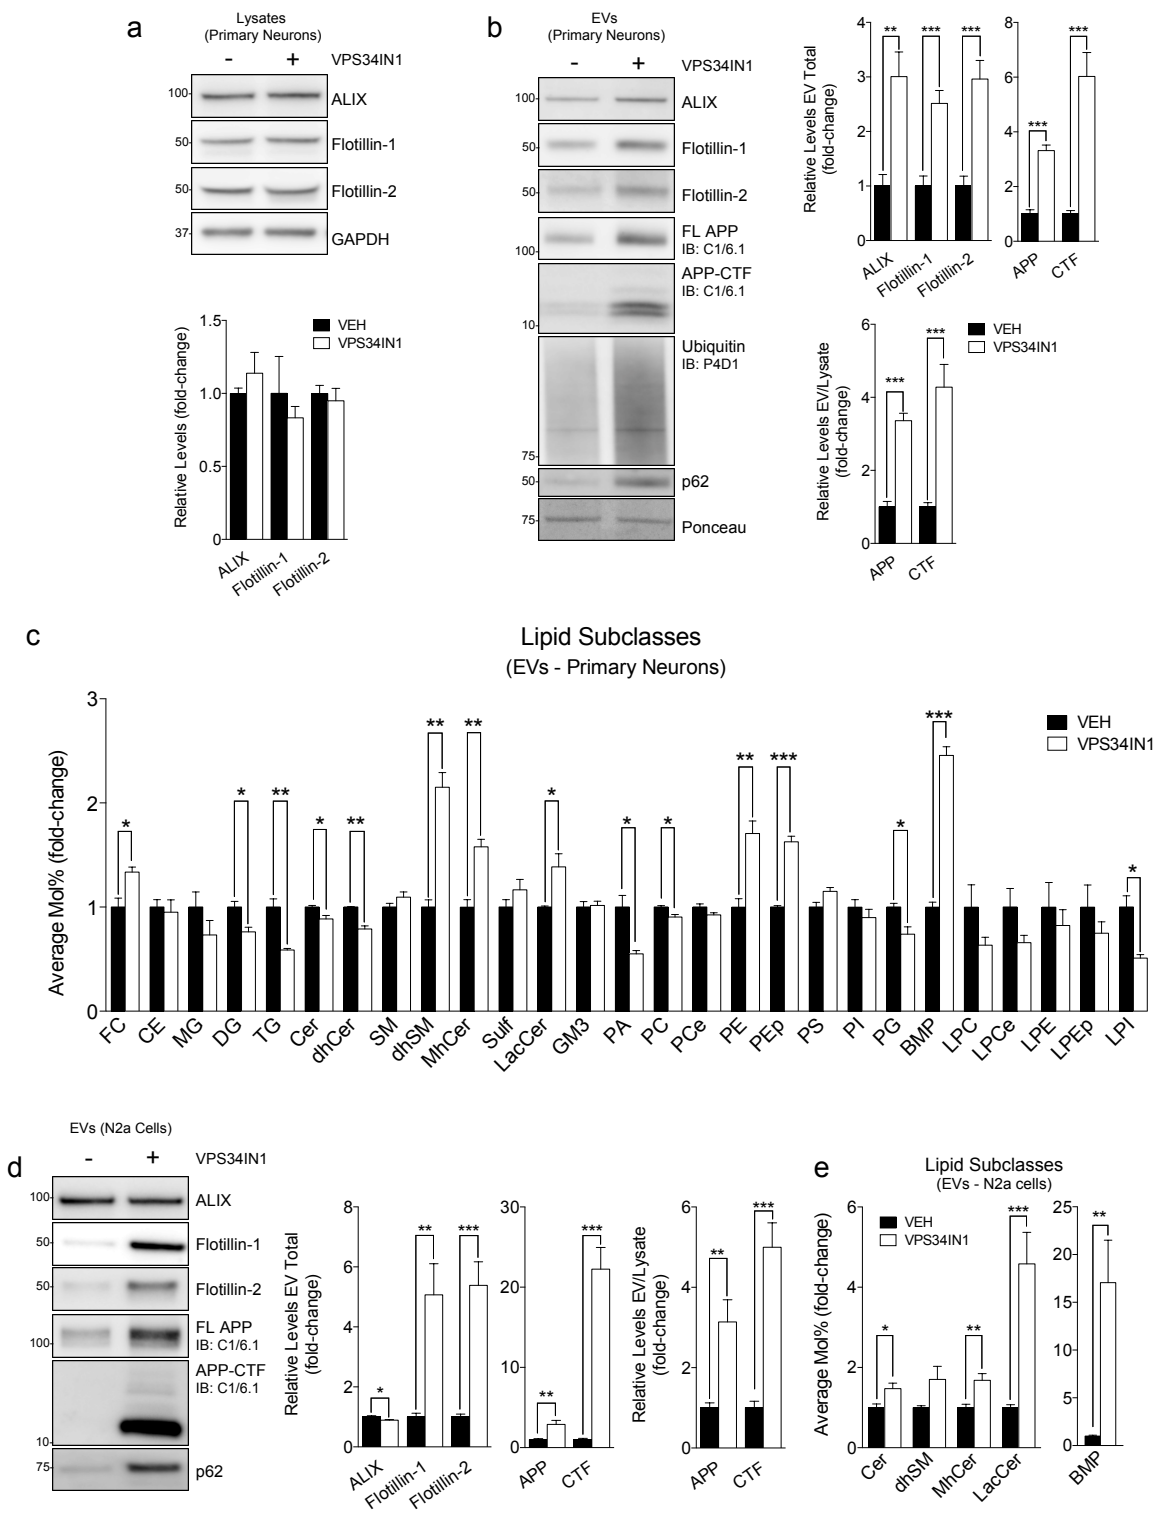 a
Lysates
(Primary Neurons)
- + VPS34IN1
100 ALIX
50 Flotillin-1
50 Flotillin-2
37 GAPDH
Relative Levels (fold-change)
1.5
1.0
0.5
0
VEH
VPS34IN1
ALIX Flotillin-1 Flotillin-2
b
EVs
(Primary Neurons)
- + VPS34IN1
100 ALIX
50 Flotillin-1
50 Flotillin-2
FL APP
100 IB: C1/6.1
APP-CTF
IB: C1/6.1
10
Ubiquitin
IB: P4D1
75
50 p62
75 Ponceau
Relative Levels EV Total
(fold-change)
4
3
2
1
0
** *** ***
ALIX Flotillin-1 Flotillin-2
8
6
4
2
0
*** ***
APP CTF
Relative Levels EV/Lysate
(fold-change)
6
4
2
0
*** ***
APP CTF
VEH
VPS34IN1
c
Lipid Subclasses
(EVs - Primary Neurons)
Average Mol% (fold-change)
3
2
1
0
* * ** * ** ** ** * * * ** *** * *** *
VEH
VPS34IN1
FC CE MG DG TG Cer dhCer SM dhSM MhCer Sulf LacCer GM3 PA PC PCe PE PEp PS PI PG BMP LPC LPCe LPE LPEp LPI
d
EVs (N2a Cells)
- + VPS34IN1
100 ALIX
50 Flotillin-1
50 Flotillin-2
FL APP
100 IB: C1/6.1
APP-CTF
IB: C1/6.1
10
75 p62
Relative Levels EV Total
(fold-change)
8
6
4
2
0
* ** ***
ALIX Flotillin-1 Flotillin-2
30
20
10
0
** ***
APP CTF
Relative Levels EV/Lysate
(fold-change)
6
4
2
0
** ***
APP CTF
e
Lipid Subclasses
(EVs - N2a cells)
Average Mol% (fold-change)
6
4
2
0
VEH
VPS34IN1
* ** ***
Cer dhSM MhCer LacCer
25
20
15
10
5
0
**
BMP